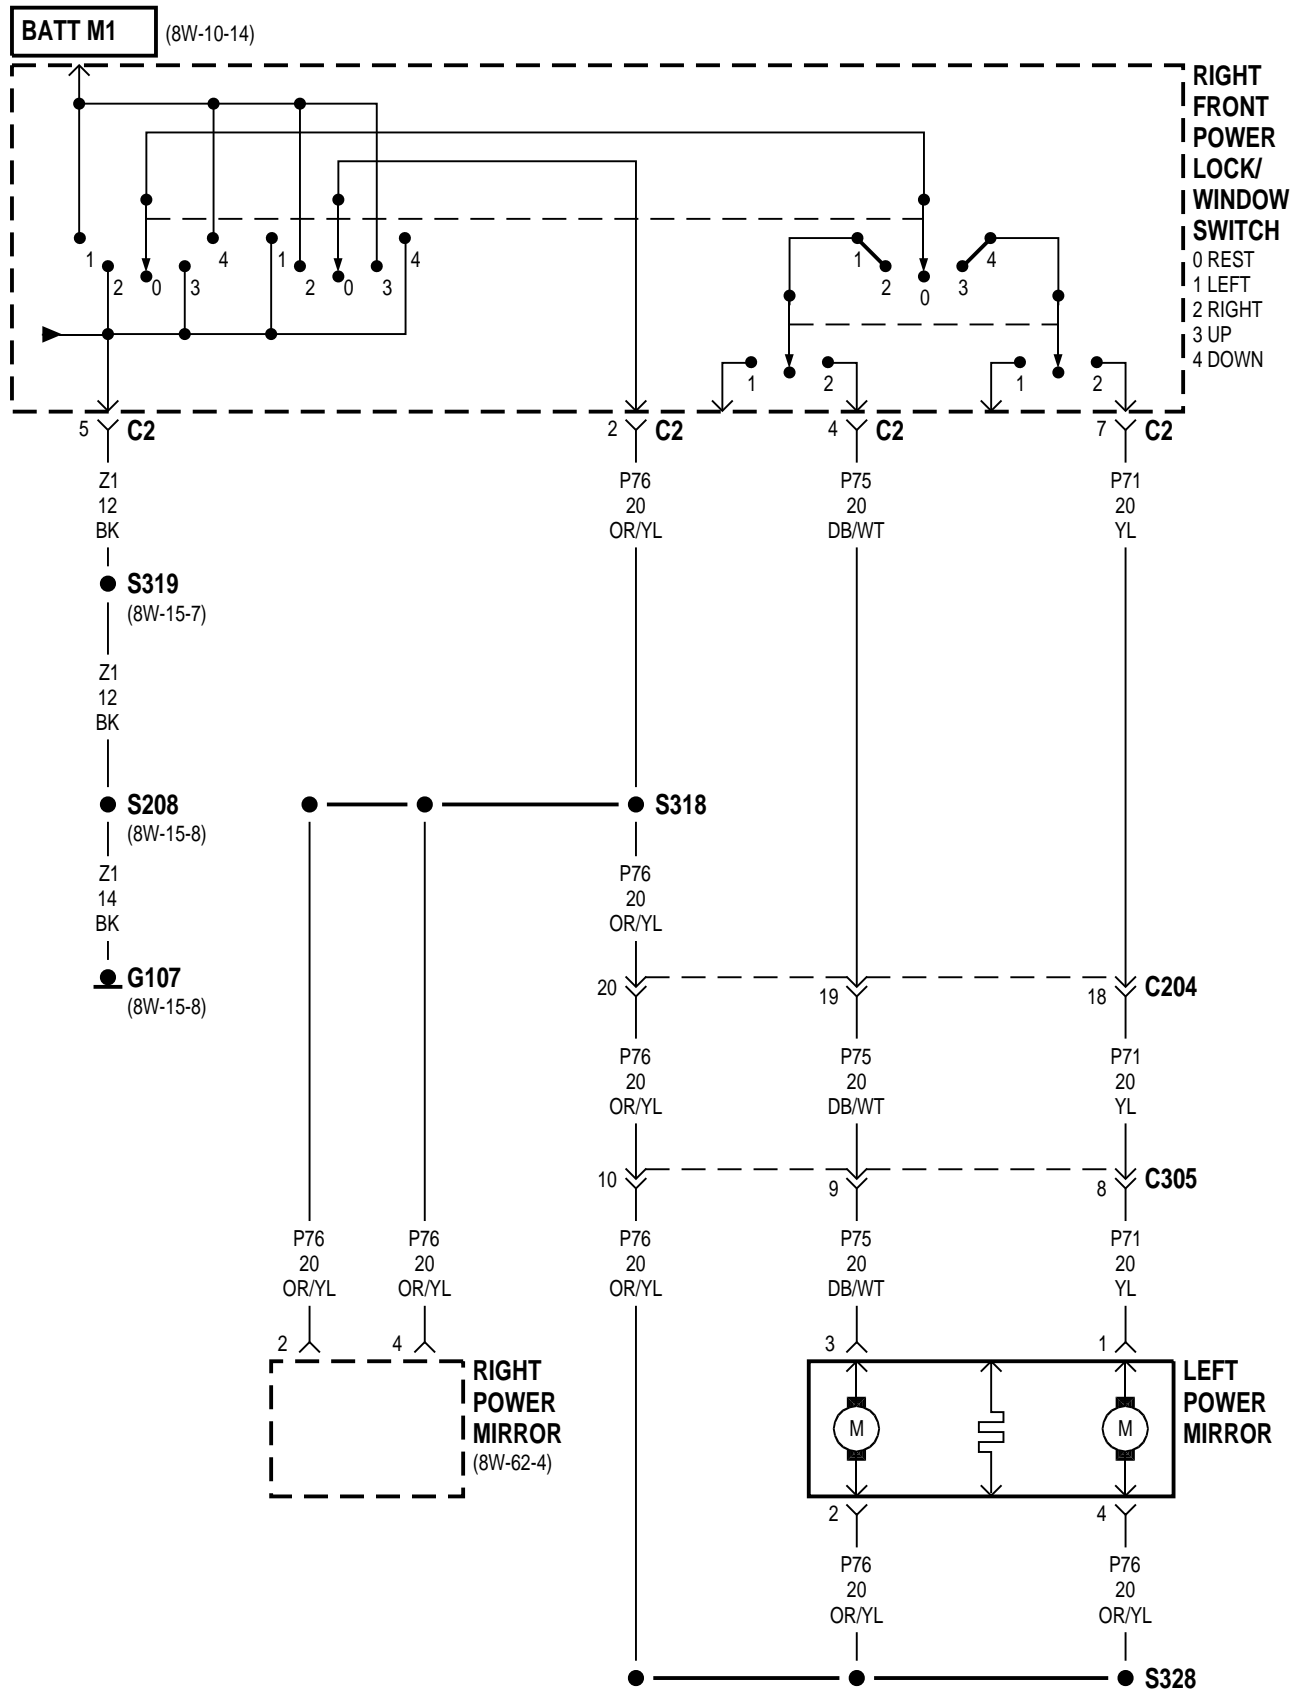 BATT M1 (8W-10-14)
RIGHT
FRONT
POWER
LOCK/
WINDOW
SWITCH
0 REST
1 LEFT
2 RIGHT
3 UP
4 DOWN
1 2 0 3 4 1 2 0 3 4
1 2 0 3 4
1 2 1 2
5 C2 2 C2 4 C2 7 C2
Z1 P76 P75 P71
12 20 20 20
BK OR/YL DB/WT YL
S319
(8W-15-7)
Z1
12
BK
S208 S318
(8W-15-8)
Z1 P76
14 20
BK OR/YL
G107
(8W-15-8)
20 19 18 C204
P76 P75 P71
20 20 20
OR/YL DB/WT YL
10 9 8 C305
P76 P76 P76 P75 P71
20 20 20 20 20
OR/YL OR/YL OR/YL DB/WT YL
2 4 3 1
RIGHT
POWER
MIRROR
(8W-62-4)
M M
LEFT
POWER
MIRROR
2 4
P76 P76
20 20
OR/YL OR/YL
S328